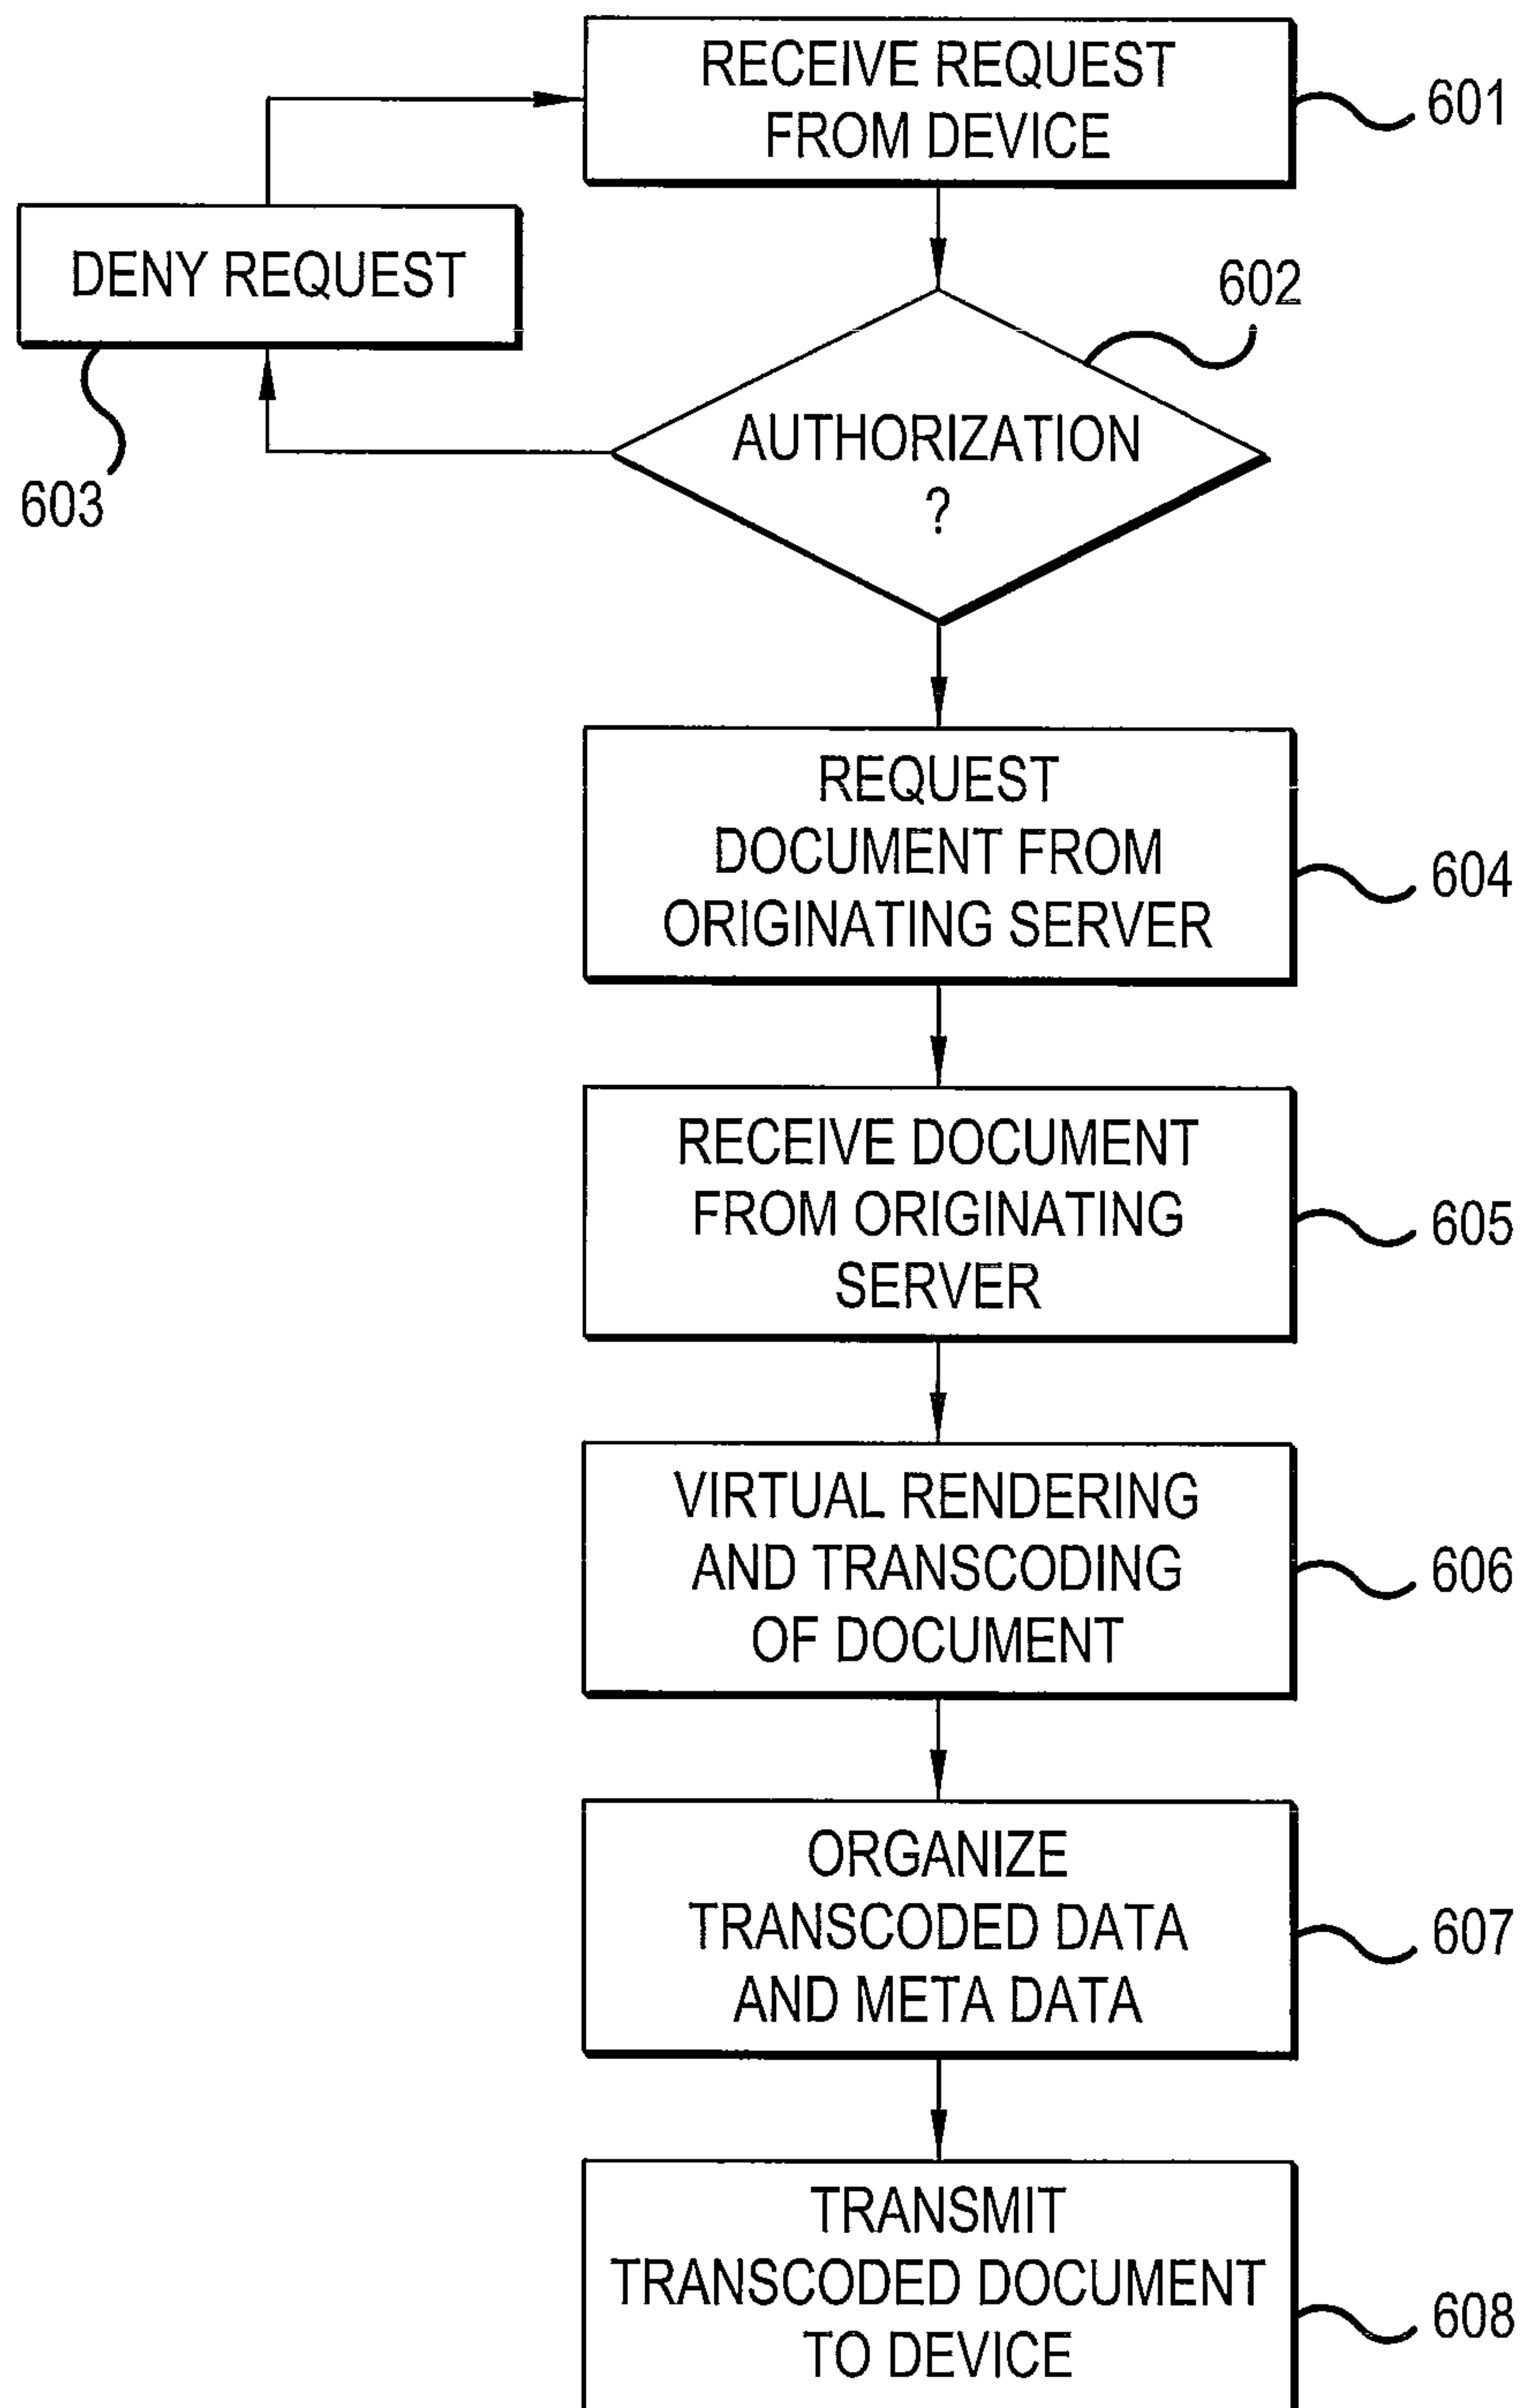 RECEIVE REQUEST
FROM DEVICE
601
DENY REQUEST
603
602
AUTHORIZATION
?
REQUEST
DOCUMENT FROM
ORIGINATING SERVER
604
RECEIVE DOCUMENT
FROM ORIGINATING
SERVER
605
VIRTUAL RENDERING
AND TRANSCODING
OF DOCUMENT
606
ORGANIZE
TRANSCODED DATA
AND META DATA
607
TRANSMIT
TRANSCODED DOCUMENT
TO DEVICE
608